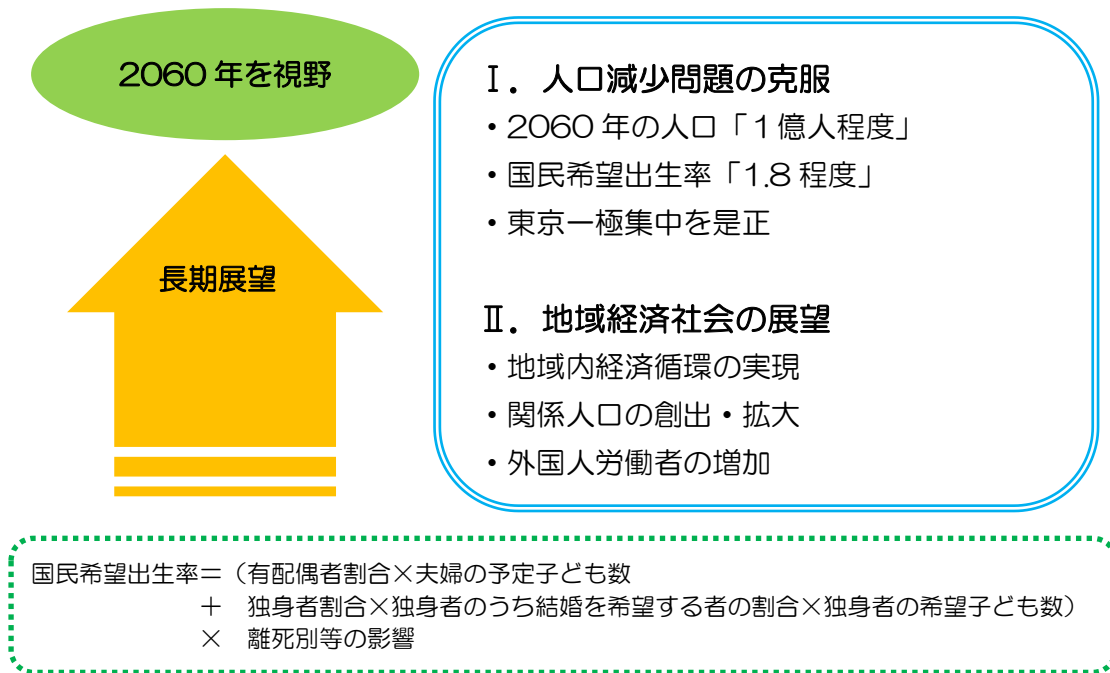 2060 年を視野
長期展望
Ⅰ．人口減少問題の克服
・2060 年の人口「１億人程度」
・国民希望出生率「1.8 程度」
・東京一極集中を是正
Ⅱ．地域経済社会の展望
・地域内経済循環の実現
・関係人口の創出・拡大
・外国人労働者の増加
国民希望出生率＝（有配偶者割合×夫婦の予定子ども数
＋　独身者割合×独身者のうち結婚を希望する者の割合×独身者の希望子ども数）
×　離死別等の影響